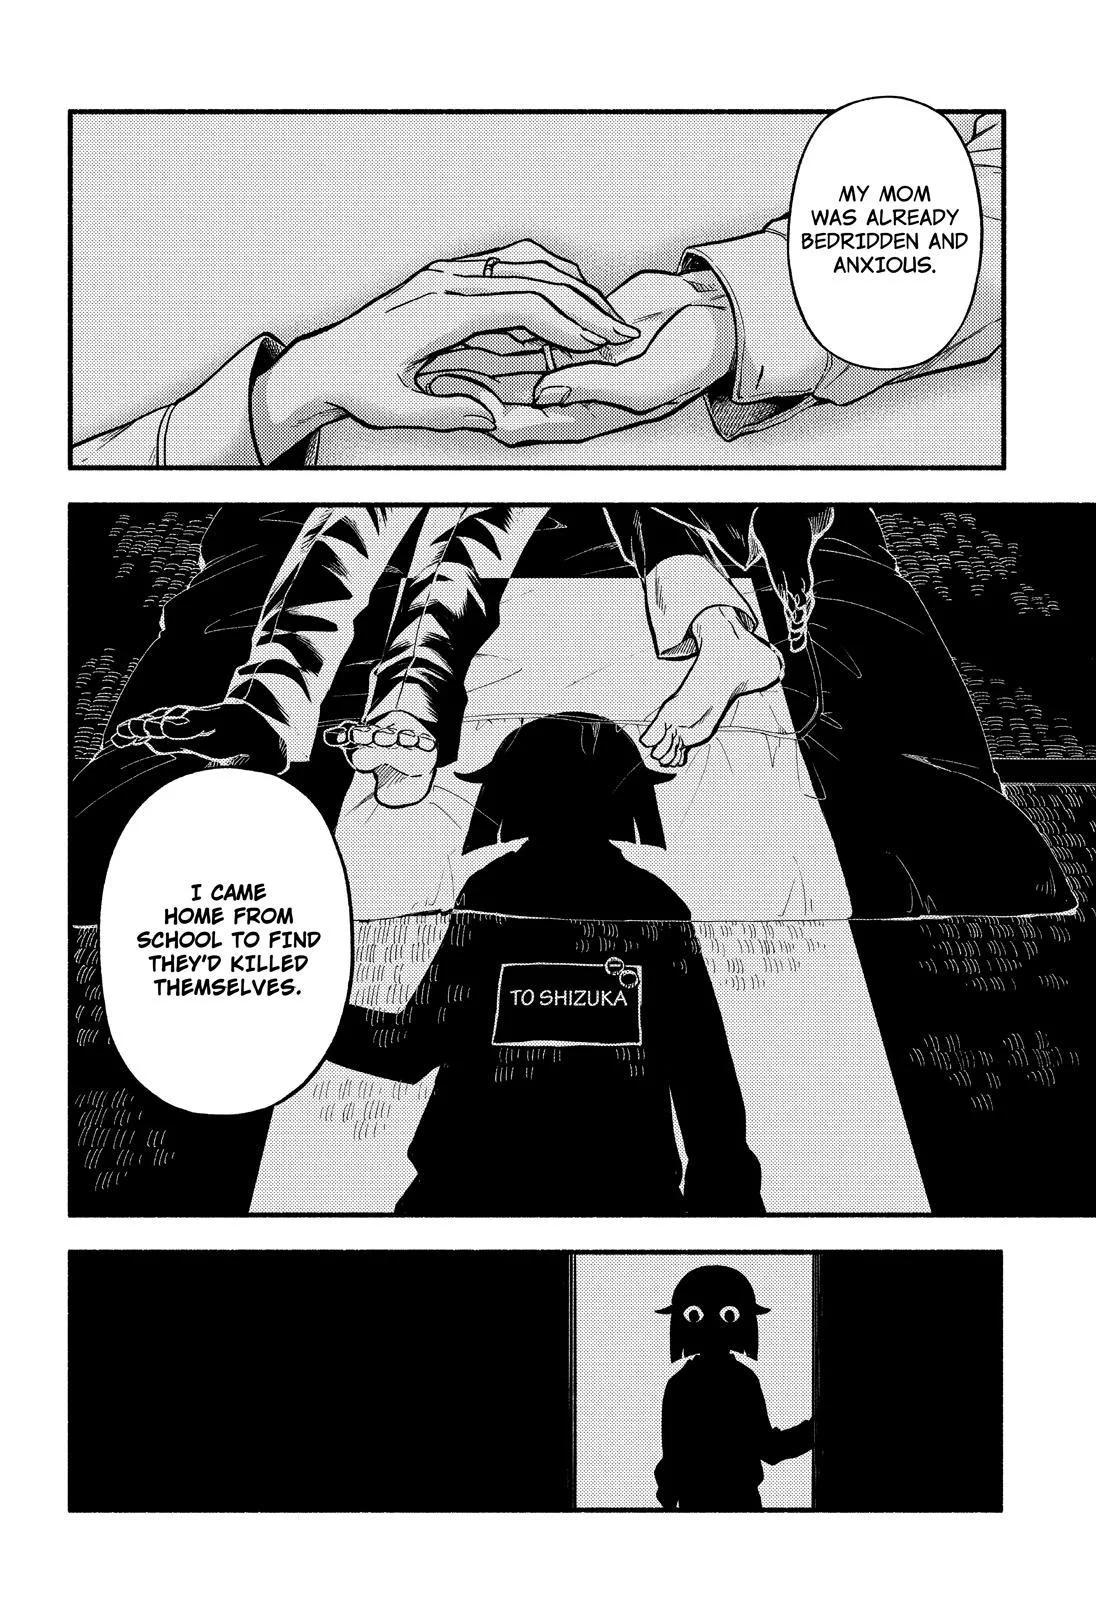 MY MOM
WAS ALREADY
BEDRIDDEN AND
ANXIOUS.
I CAME
HOME FROM
SCHOOL TO FIND
THEY'D KILLED
THEMSELVES.
TO SHIZUKA